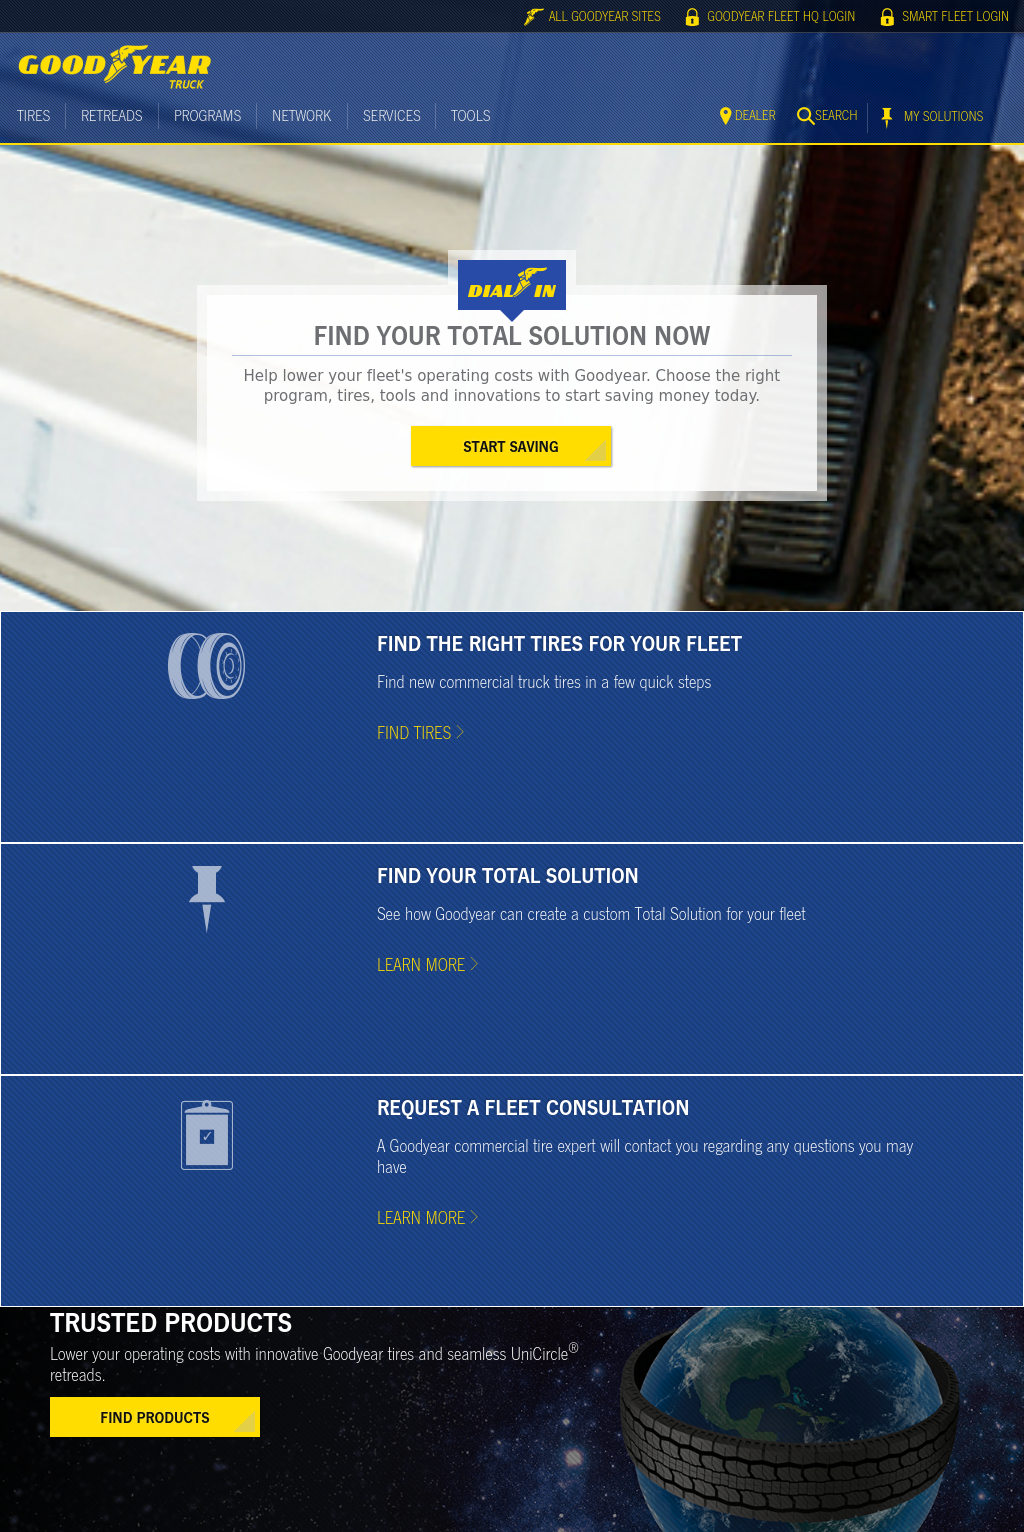 ALL GOODYEAR SITES
GOODYEAR FLEET HQ LOGIN
SMART FLEET LOGIN
GOODYEAR
TRUCK
TIRES
RETREADS
PROGRAMS
NETWORK
SERVICES
TOOLS
DEALER
SEARCH
MY SOLUTIONS
DIAL IN
FIND YOUR TOTAL SOLUTION NOW
Help lower your fleet's operating costs with Goodyear. Choose the right
program, tires, tools and innovations to start saving money today.
START SAVING
FIND THE RIGHT TIRES FOR YOUR FLEET
Find new commercial truck tires in a few quick steps
FIND TIRES
FIND YOUR TOTAL SOLUTION
See how Goodyear can create a custom Total Solution for your fleet
LEARN MORE
REQUEST A FLEET CONSULTATION
A Goodyear commercial tire expert will contact you regarding any questions you may
have
LEARN MORE
TRUSTED PRODUCTS
Lower your operating costs with innovative Goodyear tires and seamless UniCircle®
retreads.
FIND PRODUCTS